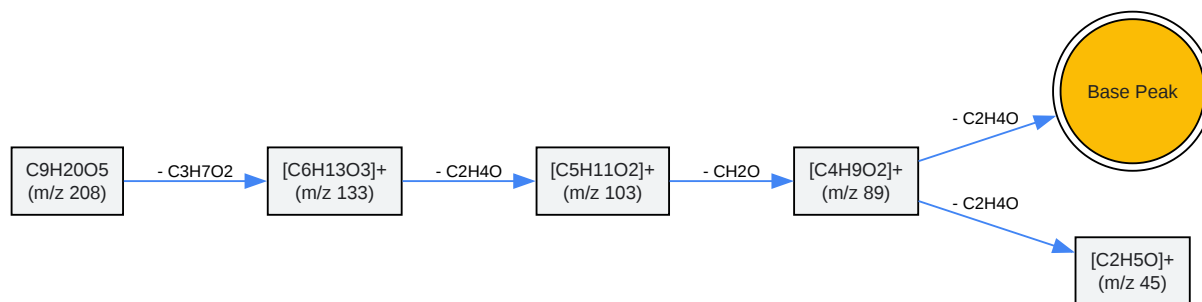 C9H20O5
(m/z 208)
- C3H7O2
[C6H13O3]+
(m/z 133)
- C2H4O
[C5H11O2]+
(m/z 103)
- CH2O
[C4H9O2]+
(m/z 89)
- C2H4O
Base Peak
- C2H4O
[C2H5O]+
(m/z 45)